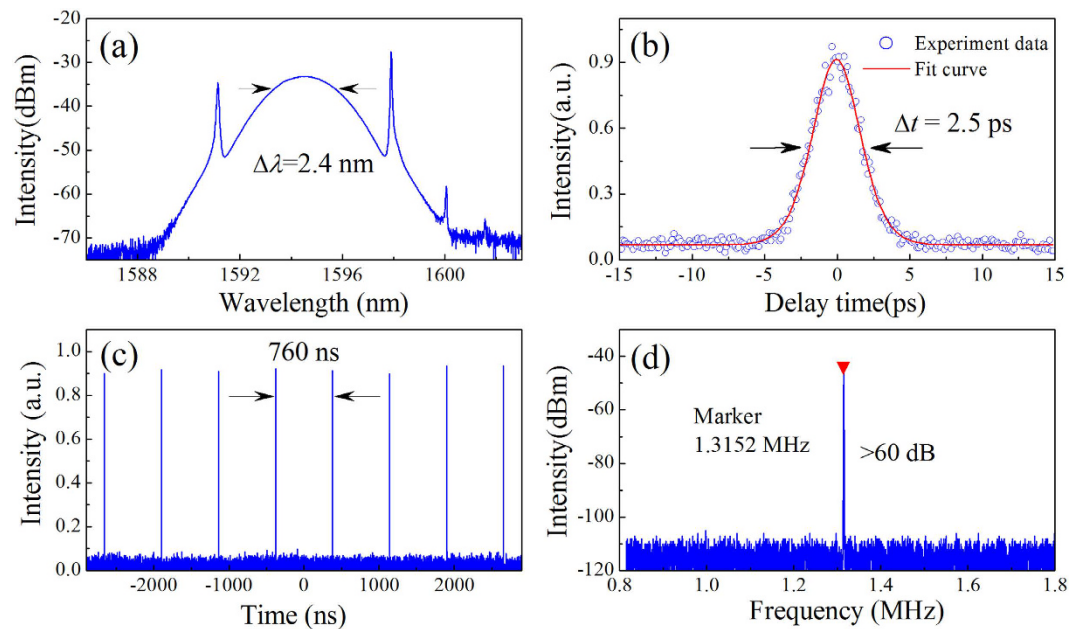 (a)
-20
-30
-40
-50
-60
-70
Intensity(dBm)
Δλ=2.4 nm
1588 1592 1596 1600
Wavelength (nm)
(b)
Experiment data
Fit curve
0.9
0.6
0.3
0.0
Intensity(a.u.)
Δt = 2.5 ps
-15 -10 -5 0 5 10 15
Delay time(ps)
(c)
760 ns
1.0
0.8
0.6
0.4
0.2
0.0
Intensity (a.u.)
-2000 -1000 0 1000 2000
Time (ns)
(d)
-40
-60
-80
-100
-120
Intensity(dBm)
Marker
1.3152 MHz
>60 dB
0.8 1.0 1.2 1.4 1.6 1.8
Frequency (MHz)